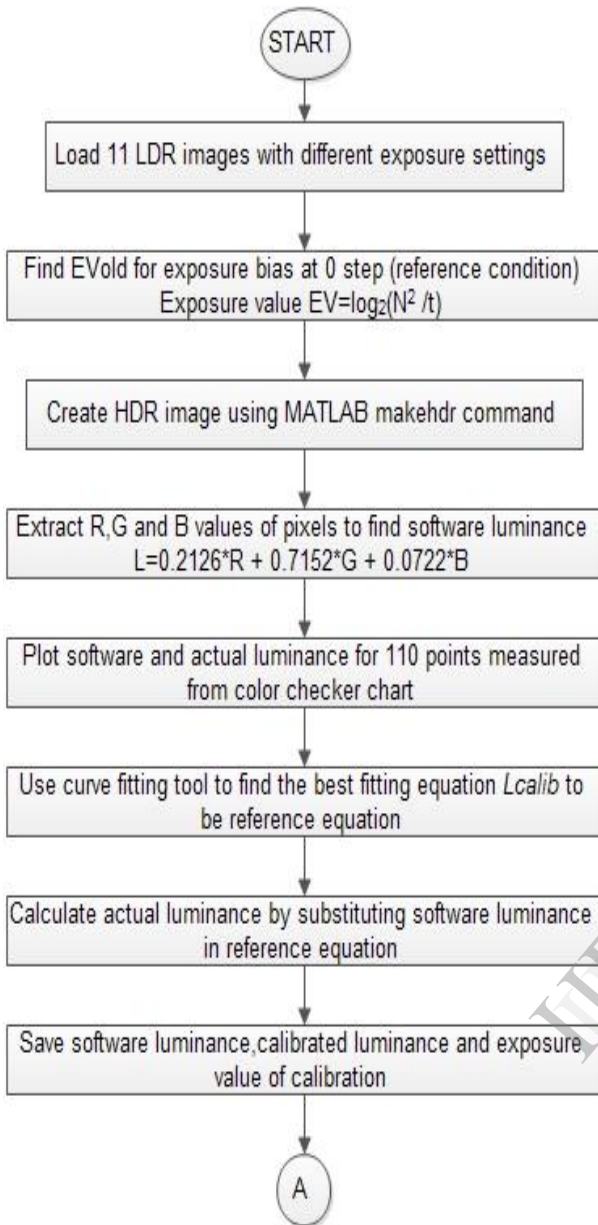 START
Load 11 LDR images with different exposure settings
Find EVold for exposure bias at 0 step (reference condition)
Exposure value EV=log₂(N² /t)
Create HDR image using MATLAB makehdr command
Extract R,G and B values of pixels to find software luminance
L=0.2126*R + 0.7152*G + 0.0722*B
Plot software and actual luminance for 110 points measured
from color checker chart
Use curve fitting tool to find the best fitting equation Lcalib to
be reference equation
Calculate actual luminance by substituting software luminance
in reference equation
Save software luminance,calibrated luminance and exposure
value of calibration
A